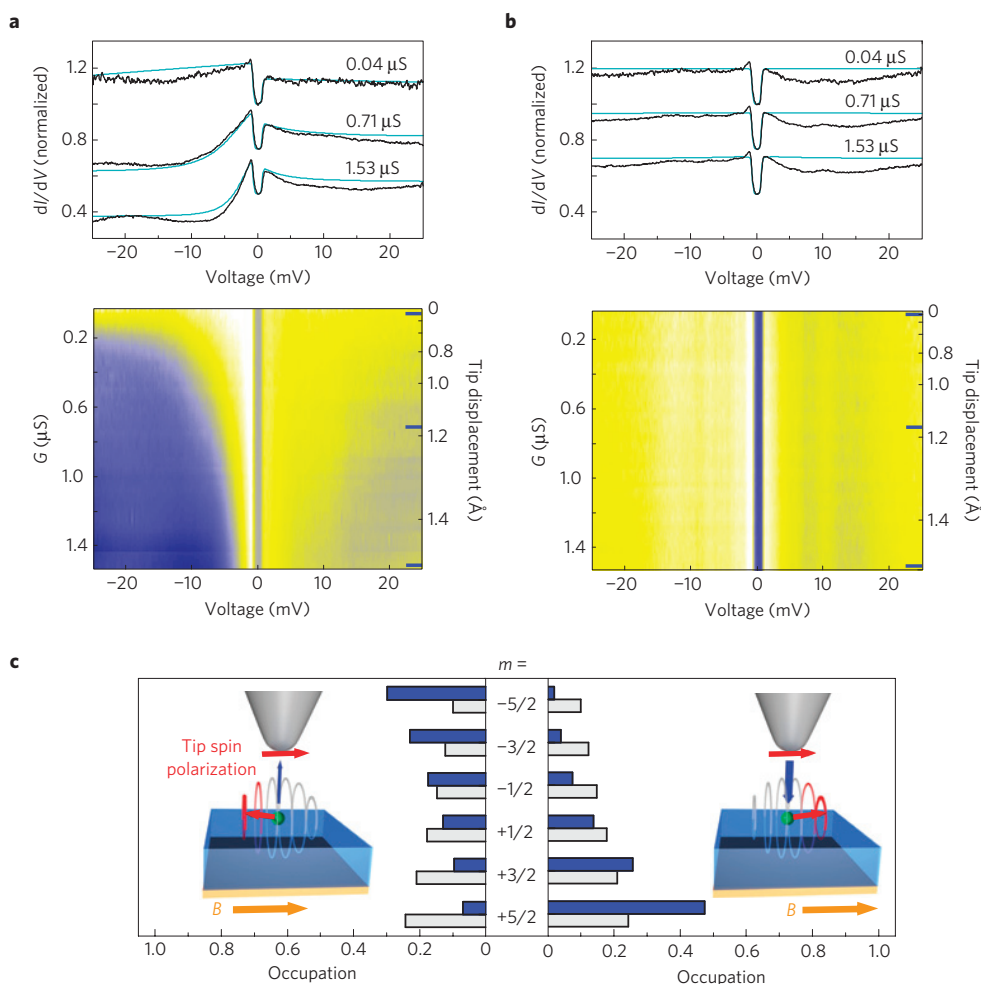 a
1.2
0.8
0.4
dI/dV (normalized)
0.04 µS
0.71 µS
1.53 µS
−20
−10
0
10
20
Voltage (mV)
0.2
0.6
1.0
1.4
G (µS)
0
0.8
1.0
1.2
1.4
Tip displacement (Å)
−20
−10
0
10
20
Voltage (mV)
b
1.2
0.8
0.4
dI/dV (normalized)
0.04 µS
0.71 µS
1.53 µS
−20
−10
0
10
20
Voltage (mV)
0.2
0.6
1.0
1.4
G (µS)
0
0.8
1.0
1.2
1.4
Tip displacement (Å)
−20
−10
0
10
20
Voltage (mV)
c
m =
−5/2
−3/2
−1/2
+1/2
+3/2
+5/2
Tip spin
polarization
B
B
1.0
0.8
0.6
0.4
0.2
0
Occupation
0
0.2
0.4
0.6
0.8
1.0
Occupation